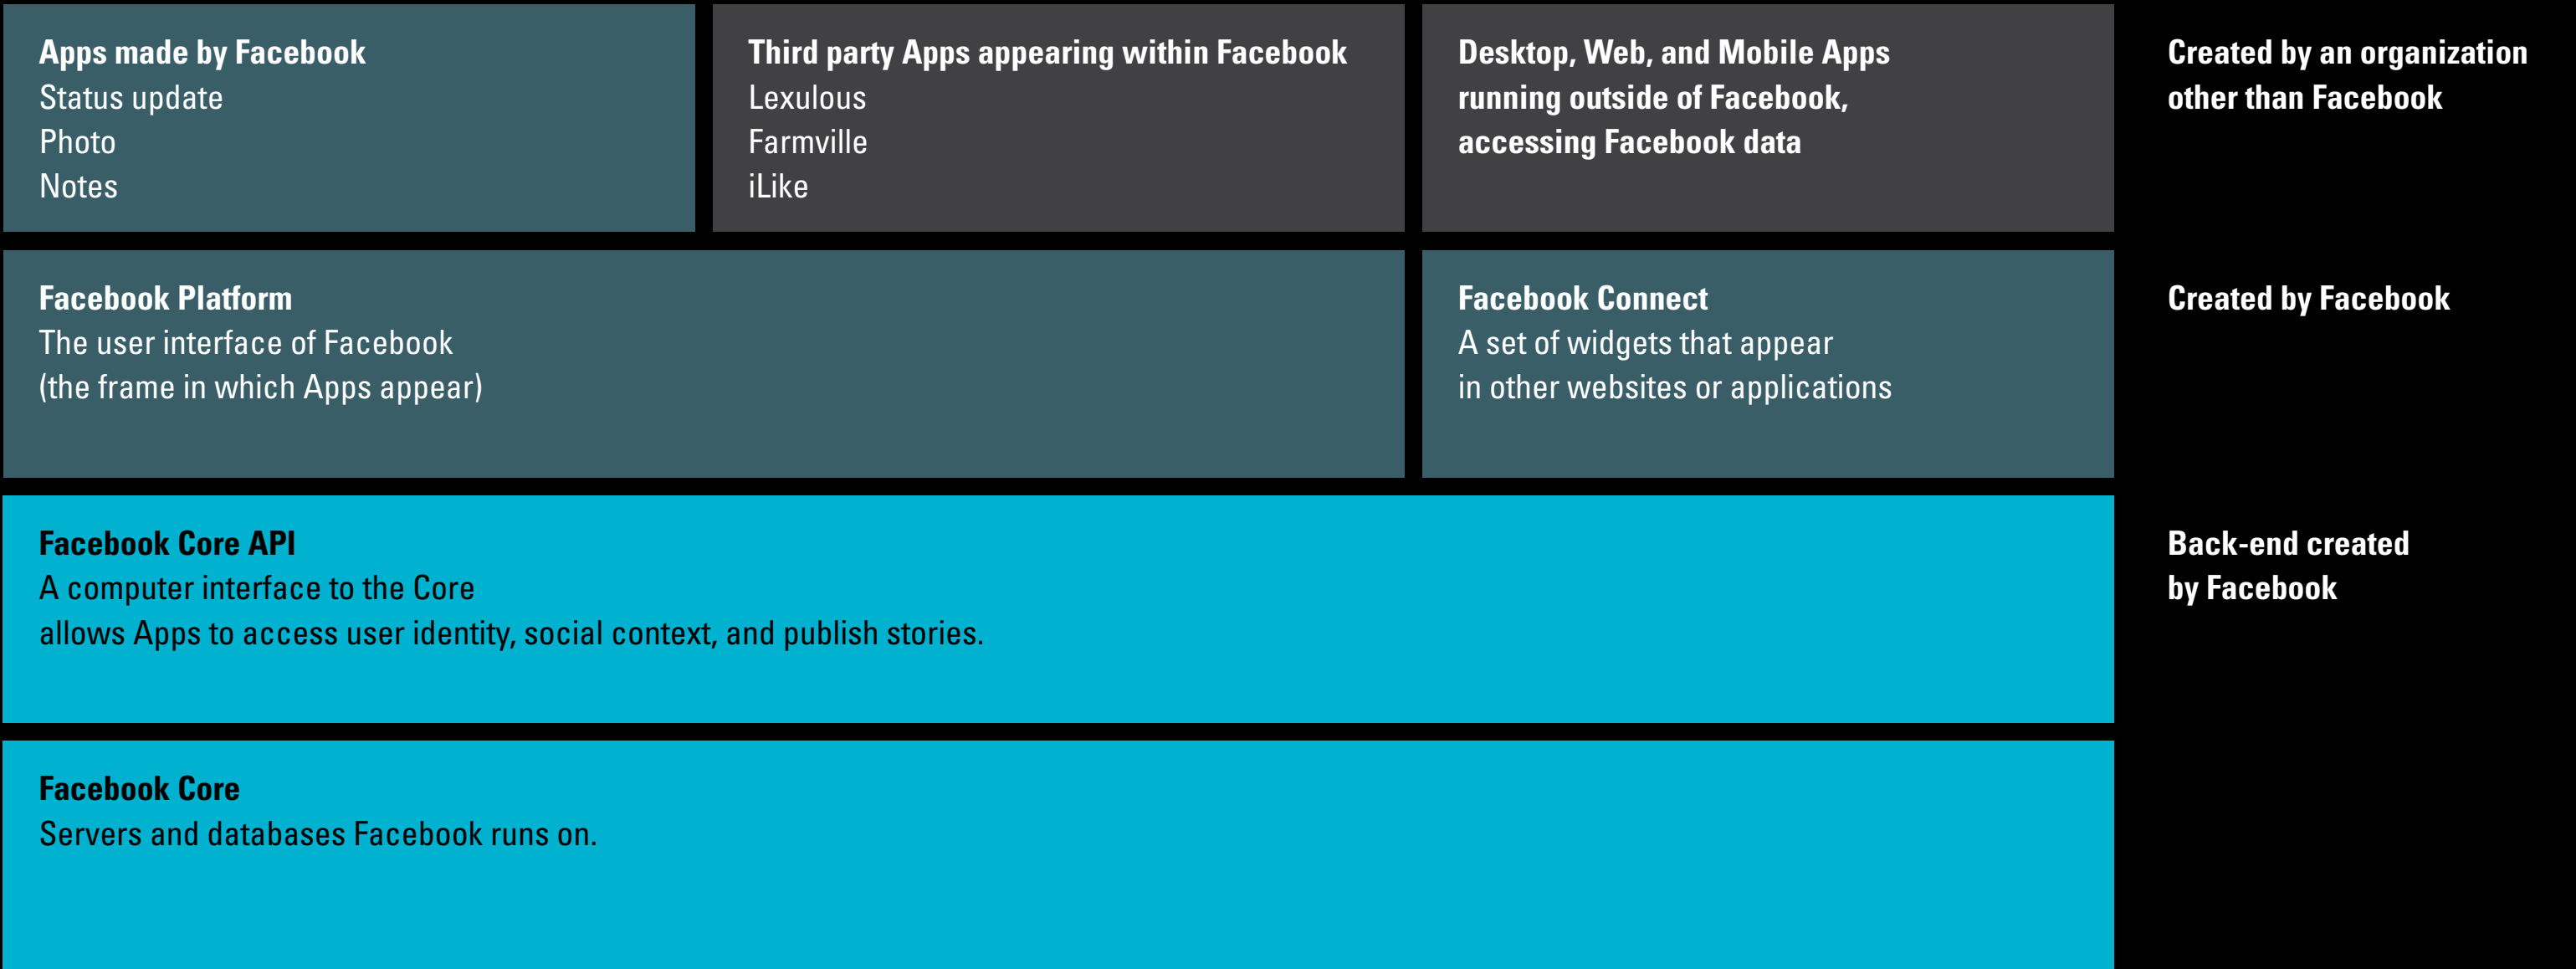 Apps made by Facebook
Status update
Photo
Notes
Third party Apps appearing within Facebook
Lexulous
Farmville
iLike
Desktop, Web, and Mobile Apps
running outside of Facebook,
accessing Facebook data
Created by an organization
other than Facebook
Facebook Platform
The user interface of Facebook
(the frame in which Apps appear)
Facebook Connect
A set of widgets that appear
in other websites or applications
Created by Facebook
Facebook Core API
A computer interface to the Core
allows Apps to access user identity, social context, and publish stories.
Back-end created
by Facebook
Facebook Core
Servers and databases Facebook runs on.